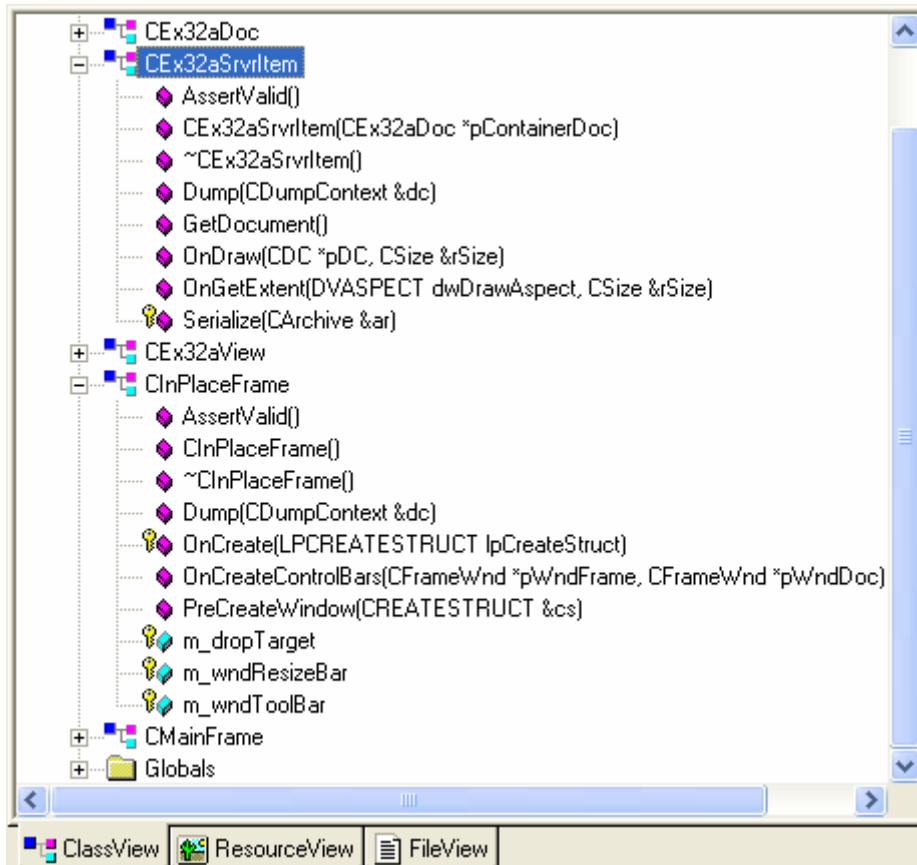 CEx32aDoc
CEx32aSrvrItem
AssertValid()
CEx32aSrvrItem(CEx32aDoc *pContainerDoc)
~CEx32aSrvrItem()
Dump(CDumpContext &dc)
GetDocument()
OnDraw(CDC *pDC, CSize &rSize)
OnGetExtent(DVASPECT dwDrawAspect, CSize &rSize)
Serialize(CArchive &ar)
CEx32aView
CInPlaceFrame
AssertValid()
CInPlaceFrame()
~CInPlaceFrame()
Dump(CDumpContext &dc)
OnCreate(LPCREATESTRUCT lpCreateStruct)
OnCreateControlBars(CFrameWnd *pWndFrame, CFrameWnd *pWndDoc)
PreCreateWindow(CREATESTRUCT &cs)
m_dropTarget
m_wndResizeBar
m_wndToolBar
CMainFrame
Globals
ClassView ResourceView FileView